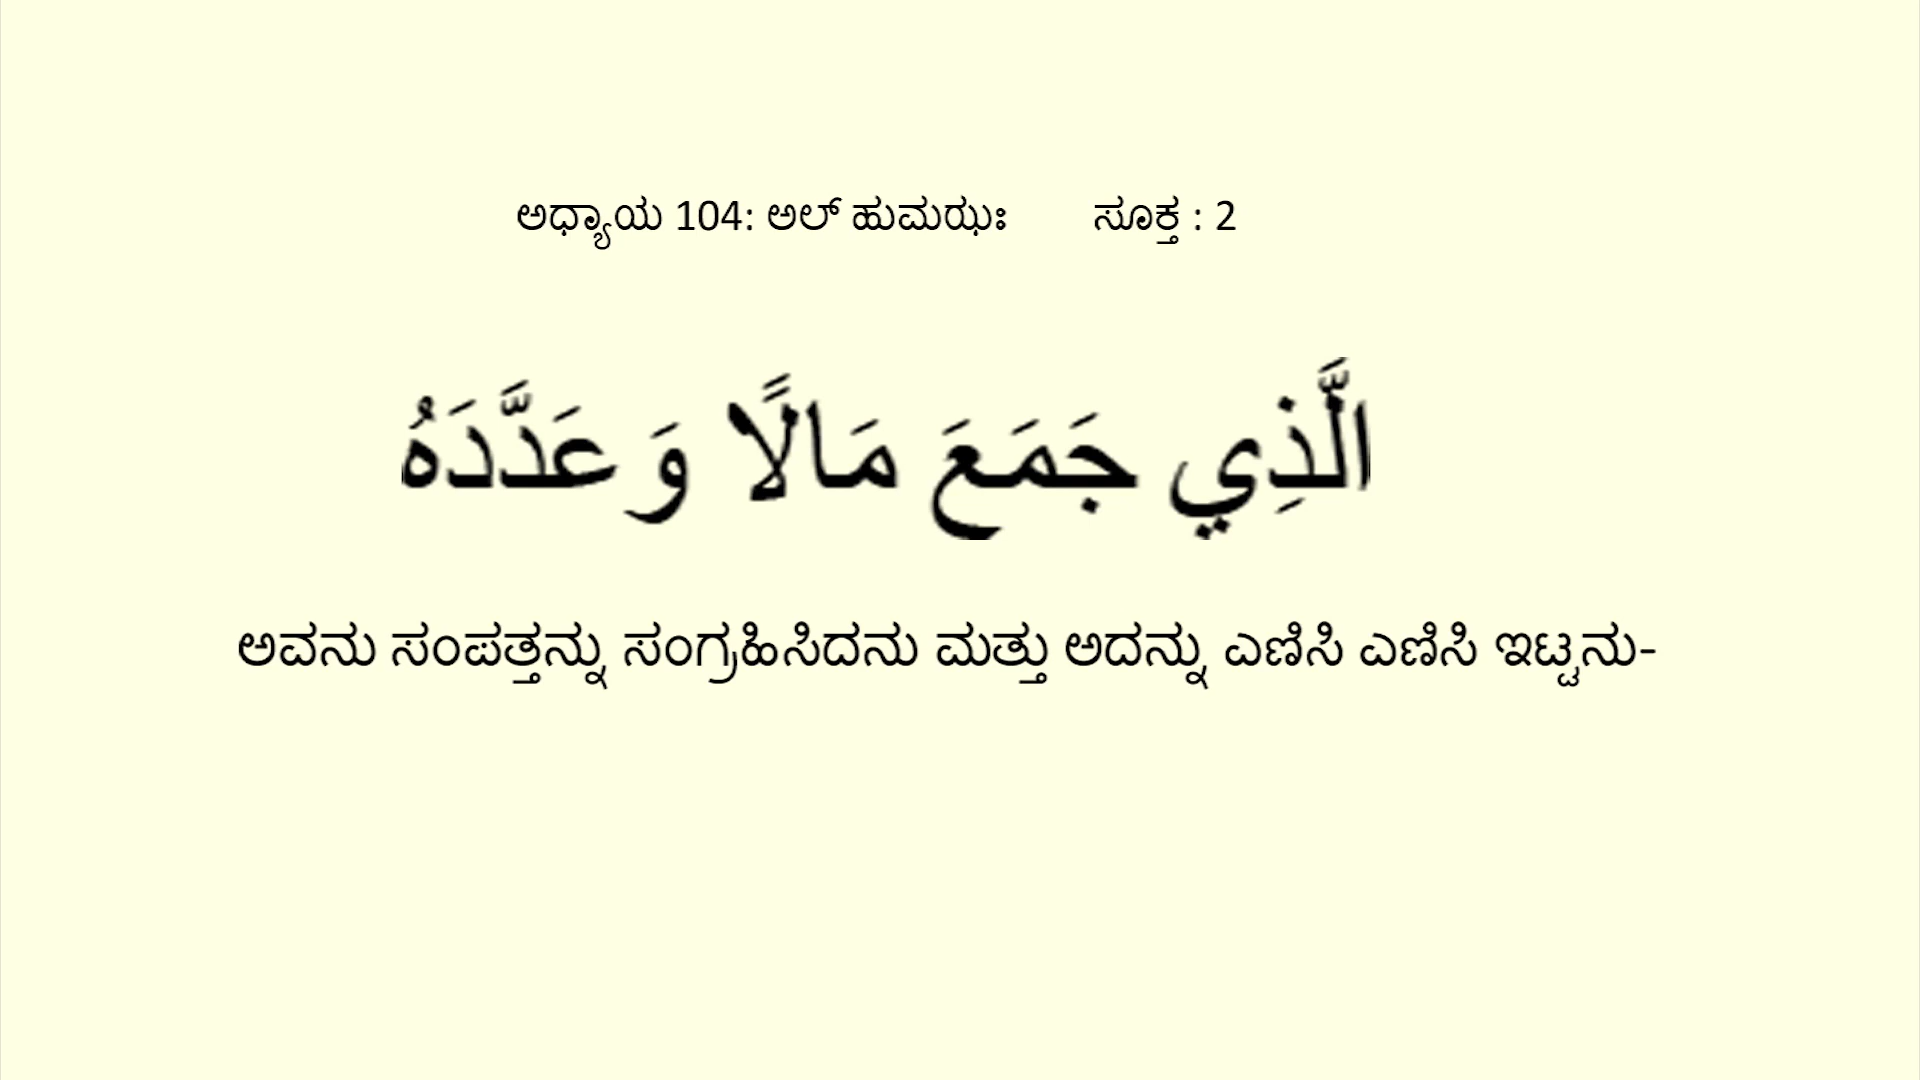 ಅಧ್ಯಾಯ 104: ಅಲ್ ಹುಮಝಃ ಸೂಕ್ತ : 2
الَّذِي جَمَعَ مَالًا وَعَدَّدَهُ
ಅವನು ಸಂಪತ್ತನ್ನು ಸಂಗ್ರಹಿಸಿದನು ಮತ್ತು ಅದನ್ನು ಎಣಿಸಿ ಎಣಿಸಿ ಇಟ್ಟನು-